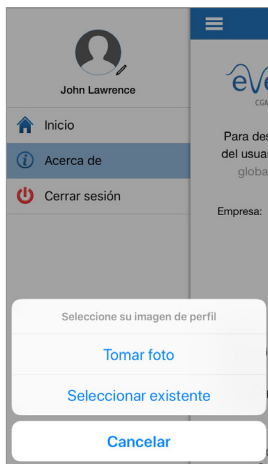 John Lawrence
Inicio
Acerca de
Cerrar sesión
CGM
Para des
del usuar
globa
Empresa:
Seleccione su imagen de perfil
Tomar foto
Seleccionar existente
Cancelar